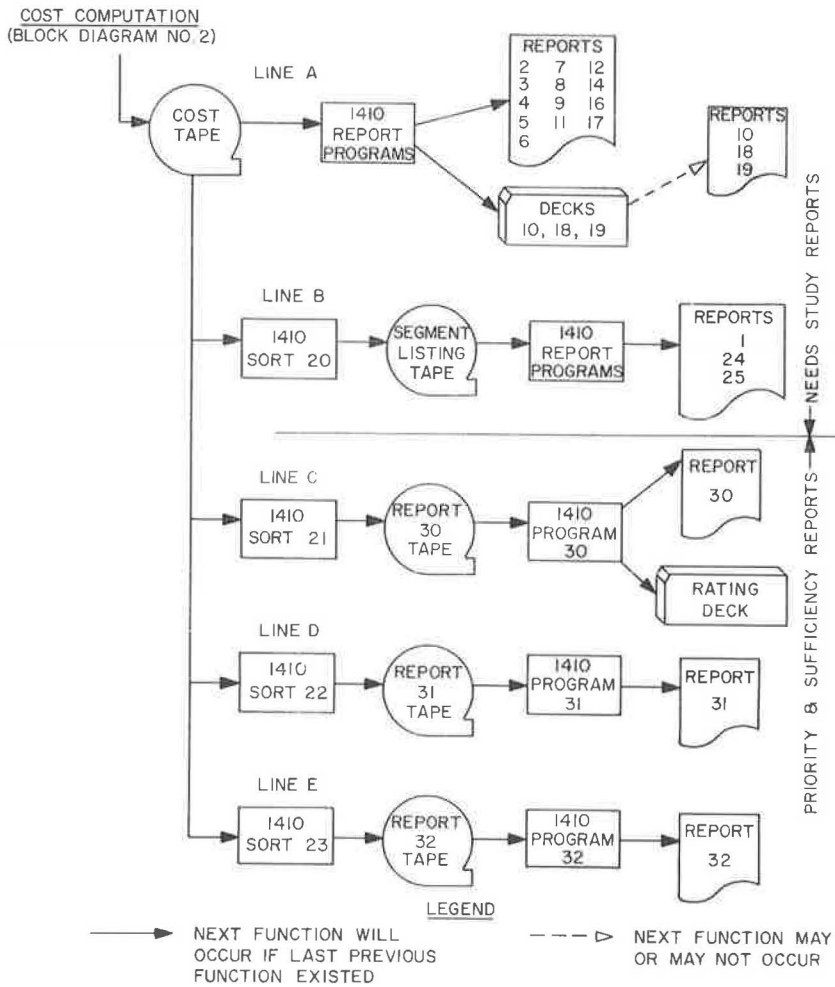 COST COMPUTATION
(BLOCK DIAGRAM NO. 2)
LINE A
COST
TAPE
1410
REPORT
PROGRAMS
REPORTS
2 7 12
3 8 14
4 9 16
5 11 17
6
DECKS
10, 18, 19
REPORTS
10
18
19
LINE B
1410
SORT 20
SEGMENT
LISTING
TAPE
1410
REPORT
PROGRAMS
REPORTS
1
24
25
NEEDS STUDY REPORTS
LINE C
1410
SORT 21
REPORT
30
TAPE
1410
PROGRAM
30
REPORT
30
RATING
DECK
LINE D
1410
SORT 22
REPORT
31
TAPE
1410
PROGRAM
31
REPORT
31
LINE E
1410
SORT 23
REPORT
32
TAPE
1410
PROGRAM
32
REPORT
32
PRIORITY & SUFFICIENCY REPORTS
LEGEND
NEXT FUNCTION WILL
OCCUR IF LAST PREVIOUS
FUNCTION EXISTED
NEXT FUNCTION MAY
OR MAY NOT OCCUR